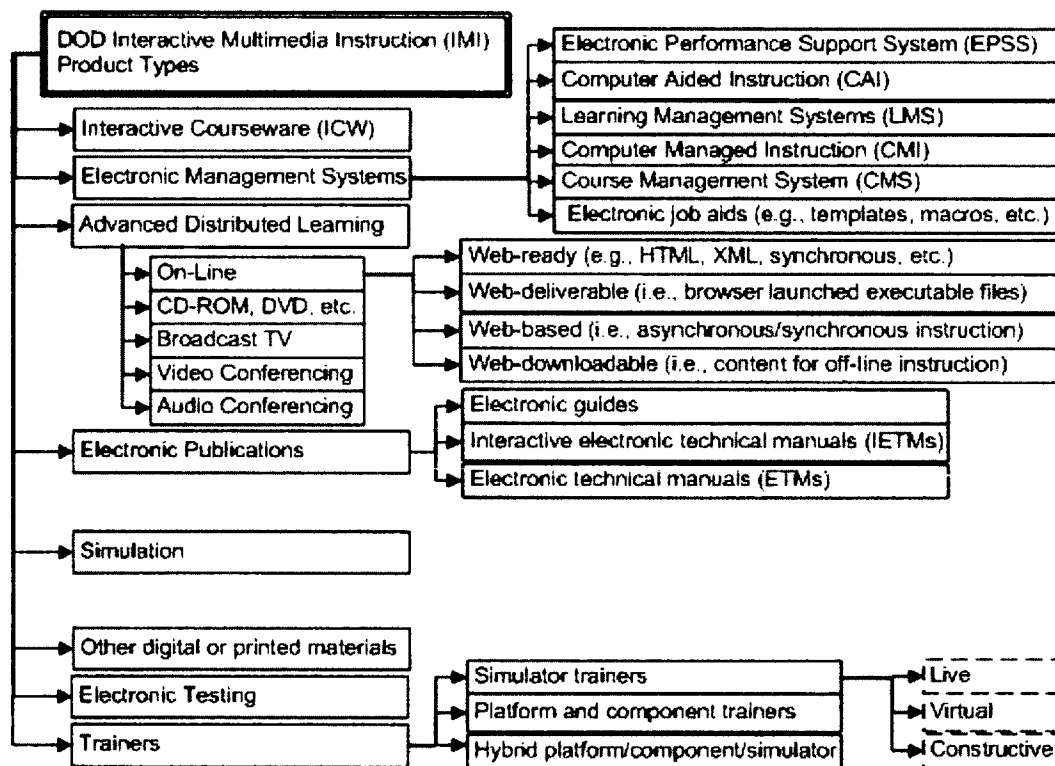 DOD Interactive Multimedia Instruction (IMI)
Product Types
Interactive Courseware (ICW)
Electronic Management Systems
Electronic Performance Support System (EPSS)
Computer Aided Instruction (CAI)
Learning Management Systems (LMS)
Computer Managed Instruction (CMI)
Course Management System (CMS)
Electronic job aids (e.g., templates, macros, etc.)
Advanced Distributed Learning
On-Line
CD-ROM, DVD, etc.
Broadcast TV
Video Conferencing
Audio Conferencing
Web-ready (e.g., HTML, XML, synchronous, etc.)
Web-deliverable (i.e., browser launched executable files)
Web-based (i.e., asynchronous/synchronous instruction)
Web-downloadable (i.e., content for off-line instruction)
Electronic Publications
Electronic guides
Interactive electronic technical manuals (IETMs)
Electronic technical manuals (ETMs)
Simulation
Other digital or printed materials
Electronic Testing
Trainers
Simulator trainers
Platform and component trainers
Hybrid platform/component/simulator
Live
Virtual
Constructive